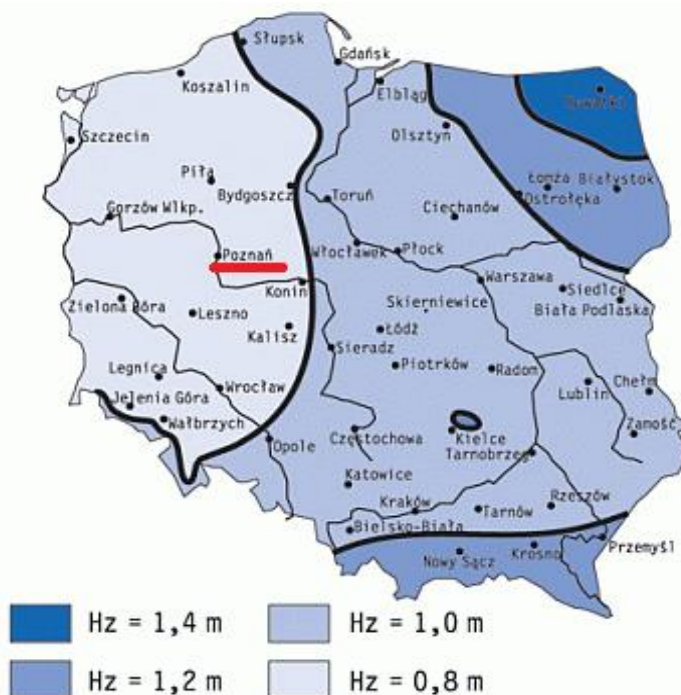 Słupsk
Gdańsk
Koszalin
Elbląg
Suwałki
Szczecin
Olsztyn
Piła
Łomża Białystok
Bydgoszcz
Toruń
Ostrołęka
Gorzów Wlkp.
Ciechanów
Włocławek
Płock
Poznań
Warszawa
Konin
Siedlce
Zielona Góra
Leszno
Skierniewice
Biała Podlaska
Kalisz
Łódź
Sieradz
Legnica
Piotrków
Radom
Wrocław
Lublin
Chełm
Jelenia Góra
Wałbrzych
Opole
Częstochowa
Kielce
Zamość
Tarnobrzeg
Katowice
Kraków
Rzeszów
Tarnów
Bielsko-Biała
Przemyśl
Nowy Sącz
Krosno
Hz = 1,4 m
Hz = 1,0 m
Hz = 1,2 m
Hz = 0,8 m